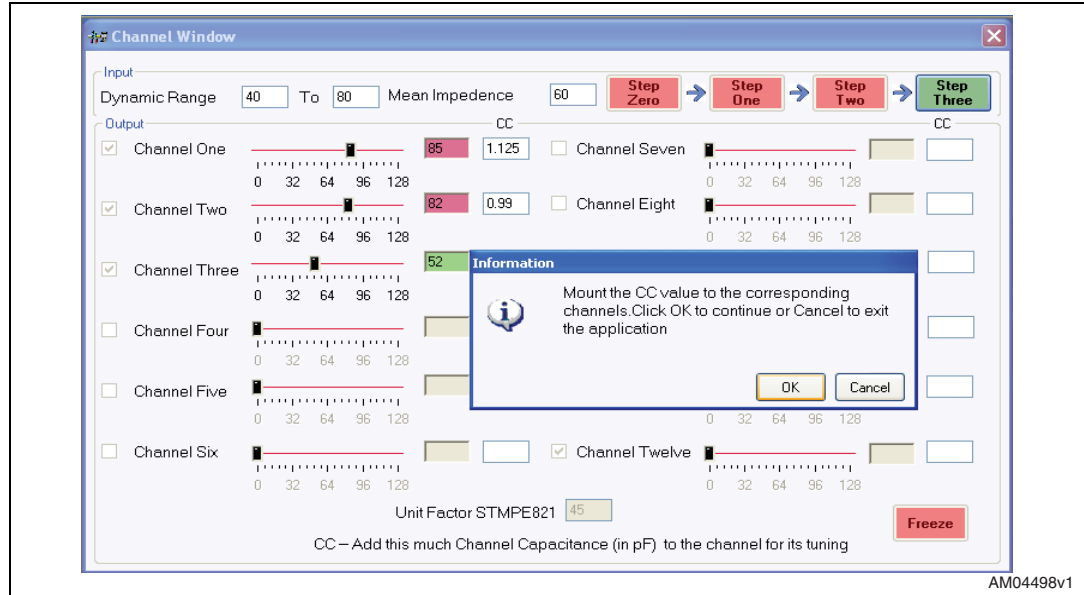 Channel Window
Input
Dynamic Range 40 To 80 Mean Impedence 60 Step Zero Step One Step Two Step Three
Output CC CC
Channel One 85 1.125 Channel Seven
0 32 64 96 128 0 32 64 96 128
Channel Two 82 0.99 Channel Eight
0 32 64 96 128 0 32 64 96 128
Channel Three 52
0 32 64 96 128
Information
Mount the CC value to the corresponding
channels.Click OK to continue or Cancel to exit
the application
OK Cancel
Channel Four
0 32 64 96 128
Channel Five
0 32 64 96 128 0 32 64 96 128
Channel Six Channel Twelve
0 32 64 96 128 0 32 64 96 128
Unit Factor STMPE821 45
Freeze
CC – Add this much Channel Capacitance (in pF) to the channel for its tuning
AM04498v1